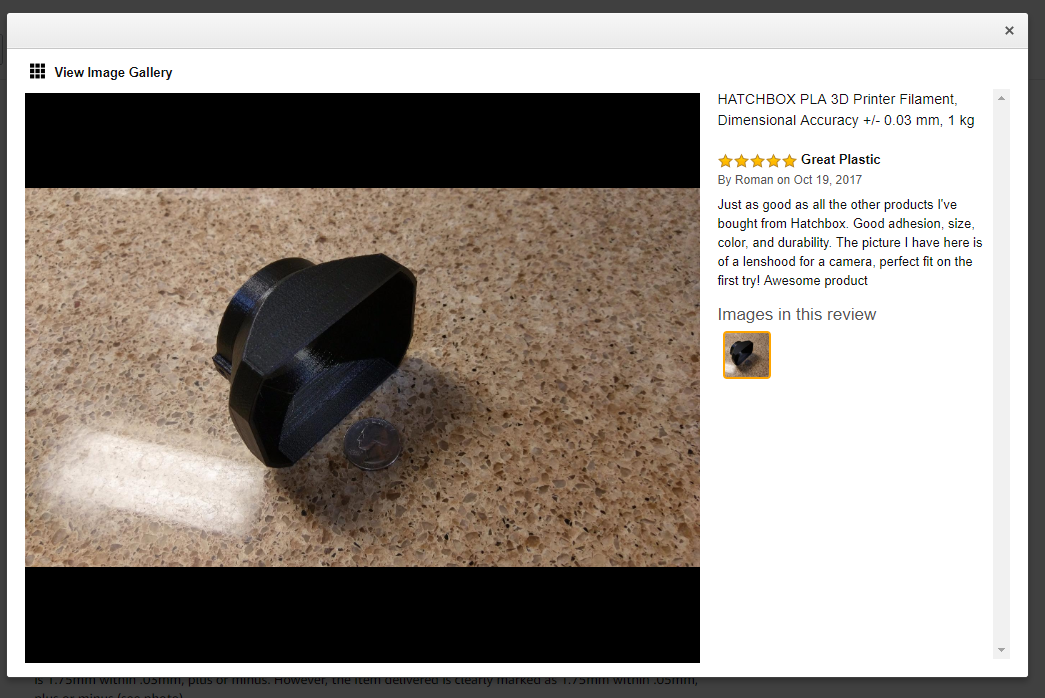 ×
View Image Gallery
HATCHBOX PLA 3D Printer Filament,
Dimensional Accuracy +/- 0.03 mm, 1 kg
Great Plastic
By Roman on Oct 19, 2017
Just as good as all the other products I've
bought from Hatchbox. Good adhesion, size,
color, and durability. The picture I have here is
of a lenshood for a camera, perfect fit on the
first try! Awesome product
Images in this review
is 1.75mm within .03mm, plus or minus. However, the item delivered is clearly marked as 1.75mm within .05mm,
plus or minus (see photo)